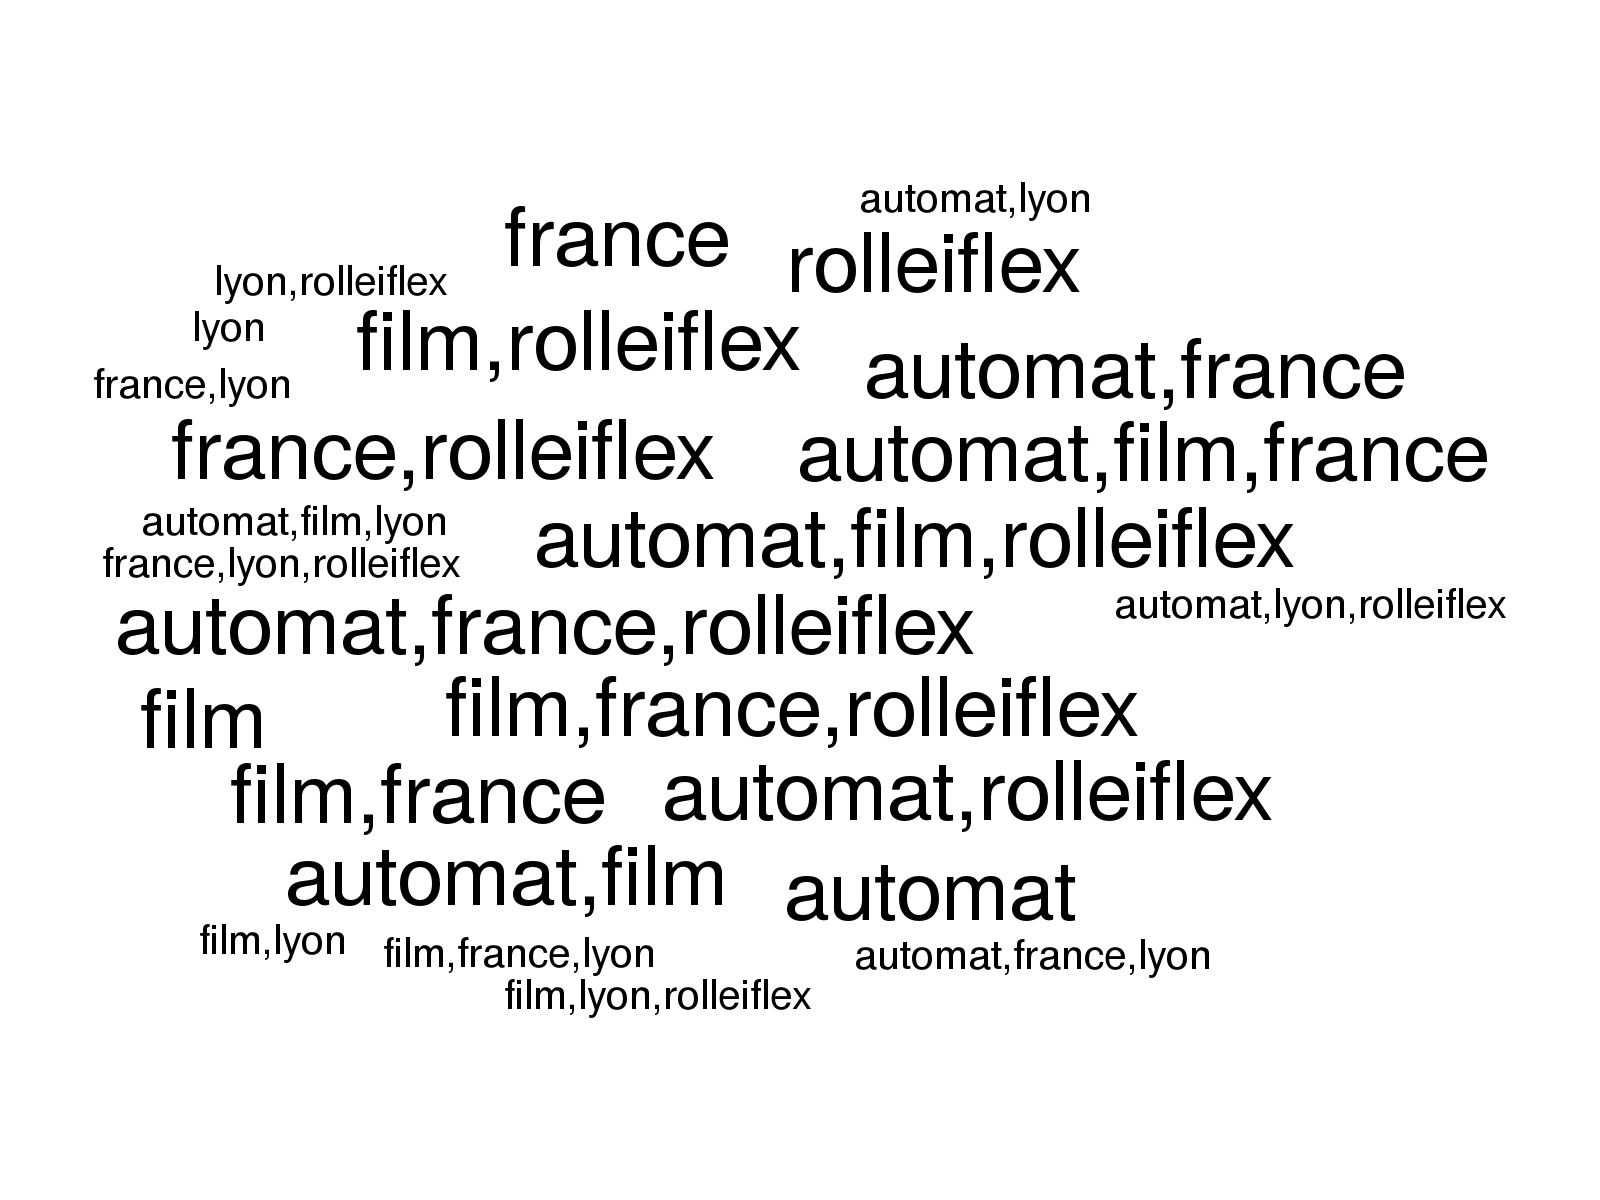 automat,lyon
france
rolleiflex
lyon,rolleiflex
lyon
film,rolleiflex
automat,france
france,lyon
france,rolleiflex
automat,film,france
automat,film,lyon
automat,film,rolleiflex
france,lyon,rolleiflex
automat,lyon,rolleiflex
automat,france,rolleiflex
film
film,france,rolleiflex
film,france
automat,rolleiflex
automat,film
automat
film,lyon
film,france,lyon
automat,france,lyon
film,lyon,rolleiflex